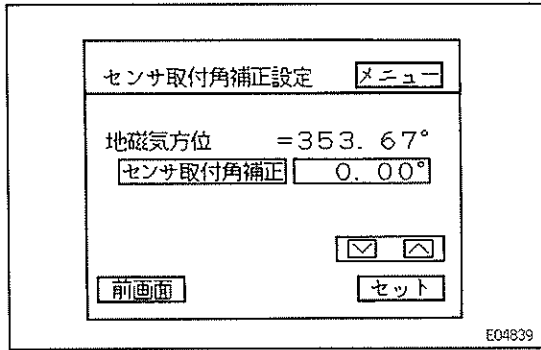 センサ取付角補正設定 メニュー
地磁気方位 =353.67°
センサ取付角補正 0.00°
前画面 セット
E04839